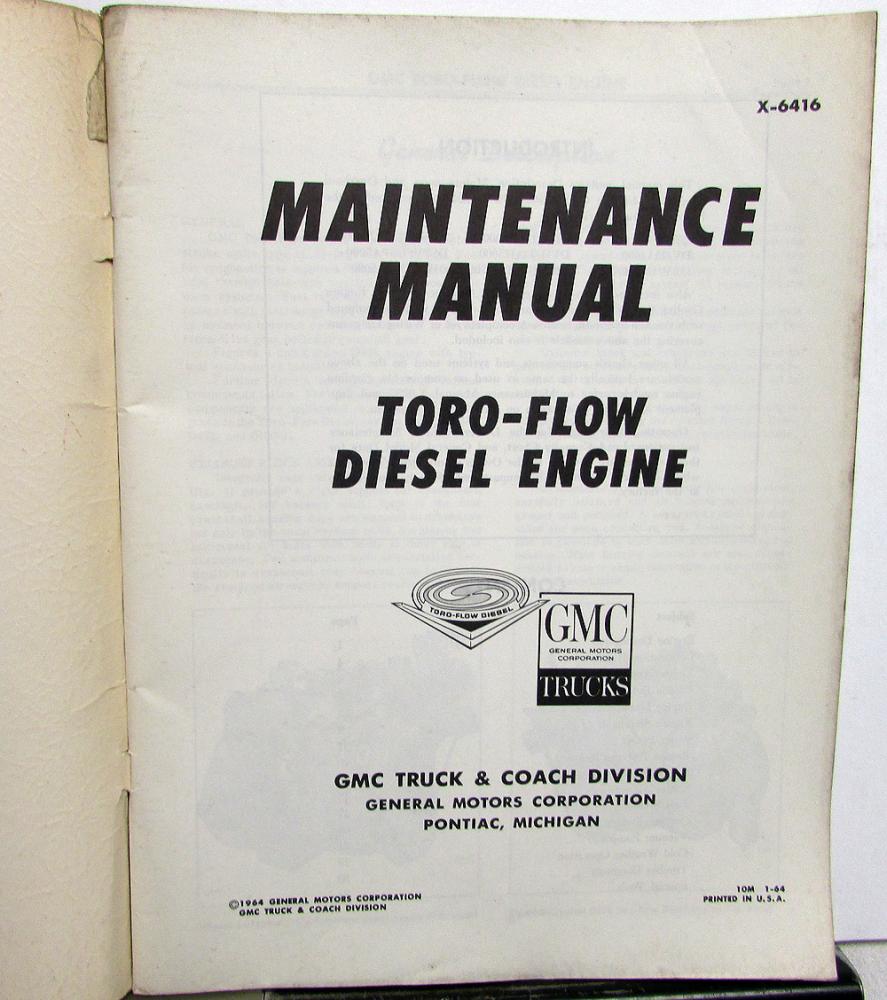 X-6416
MAINTENANCE
MANUAL
TORO-FLOW
DIESEL ENGINE
TORO-FLOW DIESEL
GMC
GENERAL MOTORS
CORPORATION
TRUCKS
GMC TRUCK & COACH DIVISION
GENERAL MOTORS CORPORATION
PONTIAC, MICHIGAN
©1964 GENERAL MOTORS CORPORATION
GMC TRUCK & COACH DIVISION
10M 1-64
PRINTED IN U.S.A.